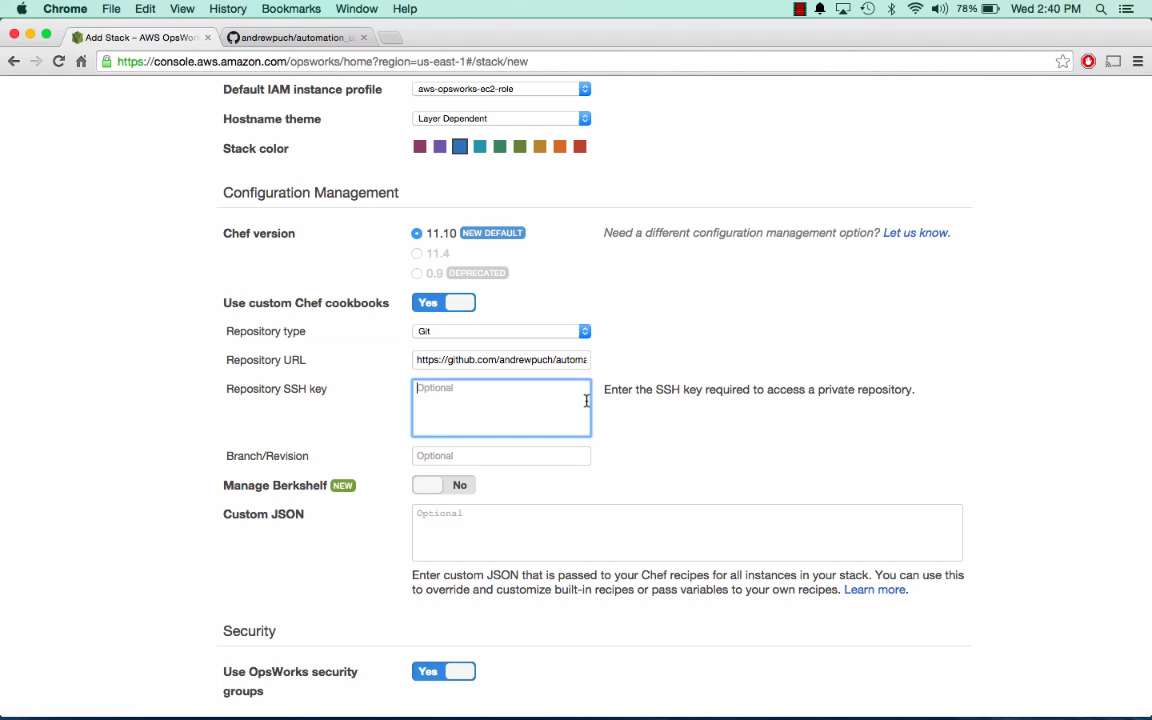 Chrome File Edit View History Bookmarks Window Help 78% Wed 2:40 PM
Add Stack – AWS OpsWor × andrewpuch/automation_ ×
https://console.aws.amazon.com/opsworks/home?region=us-east-1#/stack/new
Default IAM instance profile aws-opsworks-ec2-role
Hostname theme Layer Dependent
Stack color
Configuration Management
Chef version 11.10 NEW DEFAULT Need a different configuration management option? Let us know.
11.4
0.9 DEPRECATED
Use custom Chef cookbooks Yes
Repository type Git
Repository URL https://github.com/andrewpuch/automa
Repository SSH key Optional Enter the SSH key required to access a private repository.
Branch/Revision Optional
Manage Berkshelf NEW No
Custom JSON Optional
Enter custom JSON that is passed to your Chef recipes for all instances in your stack. You can use this
to override and customize built-in recipes or pass variables to your own recipes. Learn more.
Security
Use OpsWorks security Yes
groups